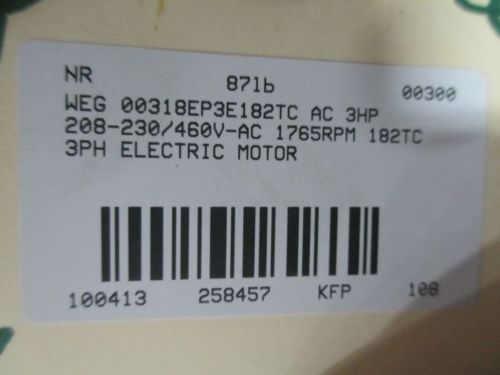 NR 87lb 00300
WEG 00318EP3E182TC AC 3HP
208-230/460V-AC 1765RPM 182TC
3PH ELECTRIC MOTOR
100413 258457 KFP 108